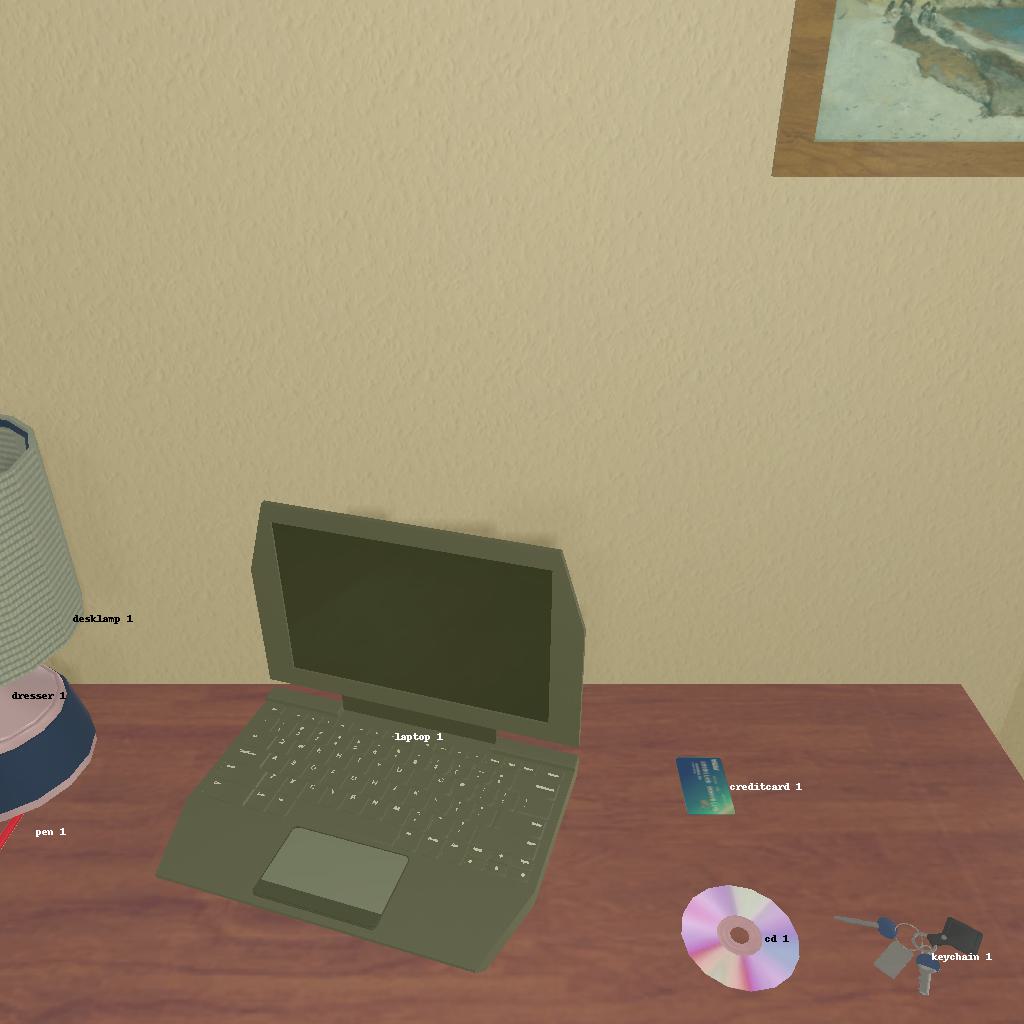 desklamp 1
dresser 1
laptop 1
creditcard 1
pen 1
cd 1
keychain 1